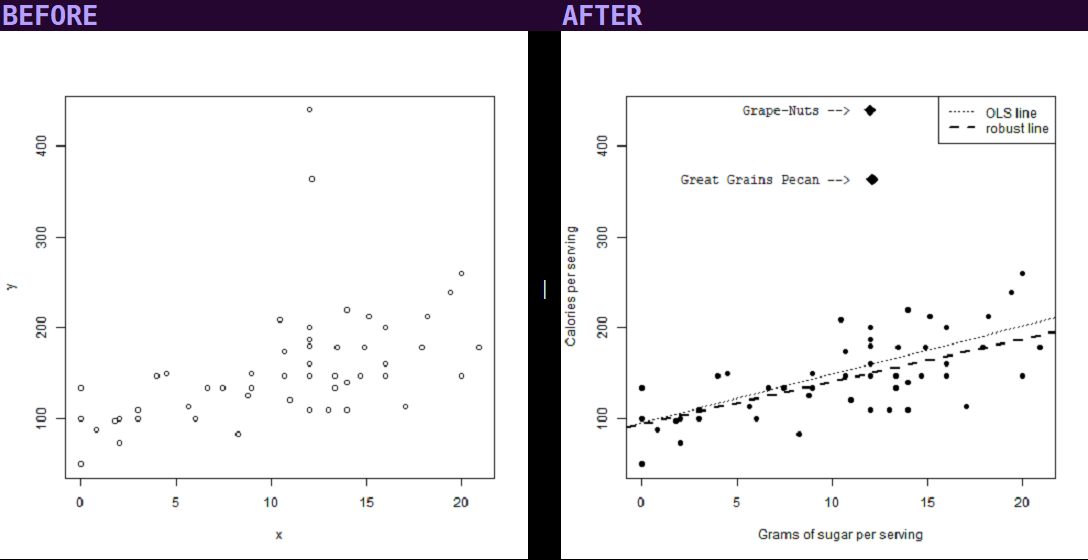 BEFORE
AFTER
400
300
200
100
y
0 5 10 15 20
x
Grape-Nuts -->
Great Grains Pecan -->
OLS line
robust line
400
300
200
100
Calories per serving
0 5 10 15 20
Grams of sugar per serving